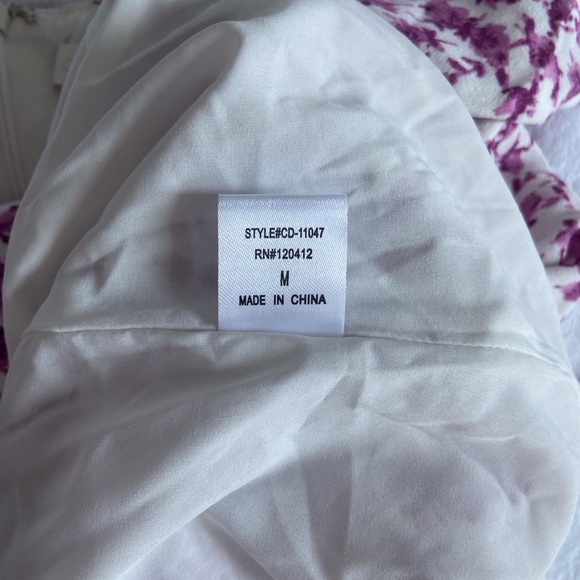 STYLE#CD-11047
RN#120412
M
MADE IN CHINA